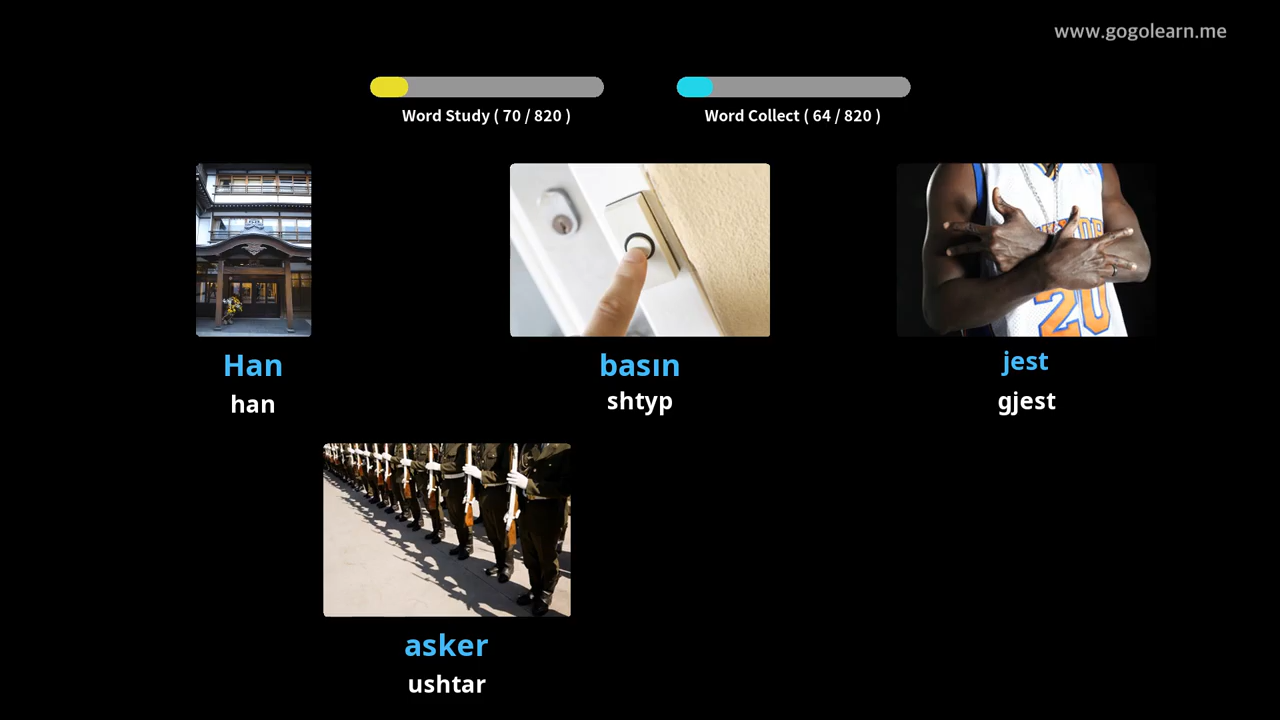 www.gogolearn.me
Word Study ( 70 / 820 )
Word Collect ( 64 / 820 )
Han
han
basın
shtyp
jest
gjest
20
asker
ushtar